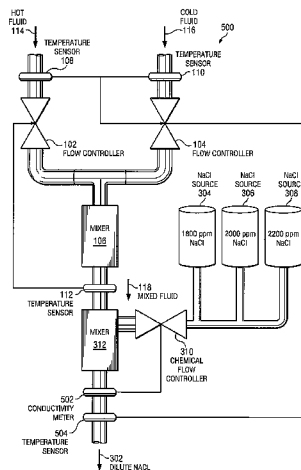 HOT
FLUID
114
COLD
FLUID
116
500
TEMPERATURE
SENSOR
108
TEMPERATURE
SENSOR
110
102
FLOW CONTROLLER
104
FLOW CONTROLLER
NaCl
SOURCE
304
NaCl
SOURCE
306
NaCl
SOURCE
308
MIXER
106
1800 ppm
NaCl
2000 ppm
NaCl
2200 ppm
NaCl
112
TEMPERATURE
SENSOR
118
MIXED FLUID
MIXER
312
310
CHEMICAL FLOW
CONTROLLER
502
CONDUCTIVITY
METER
504
TEMPERATURE
SENSOR
302
DILUTE NACL